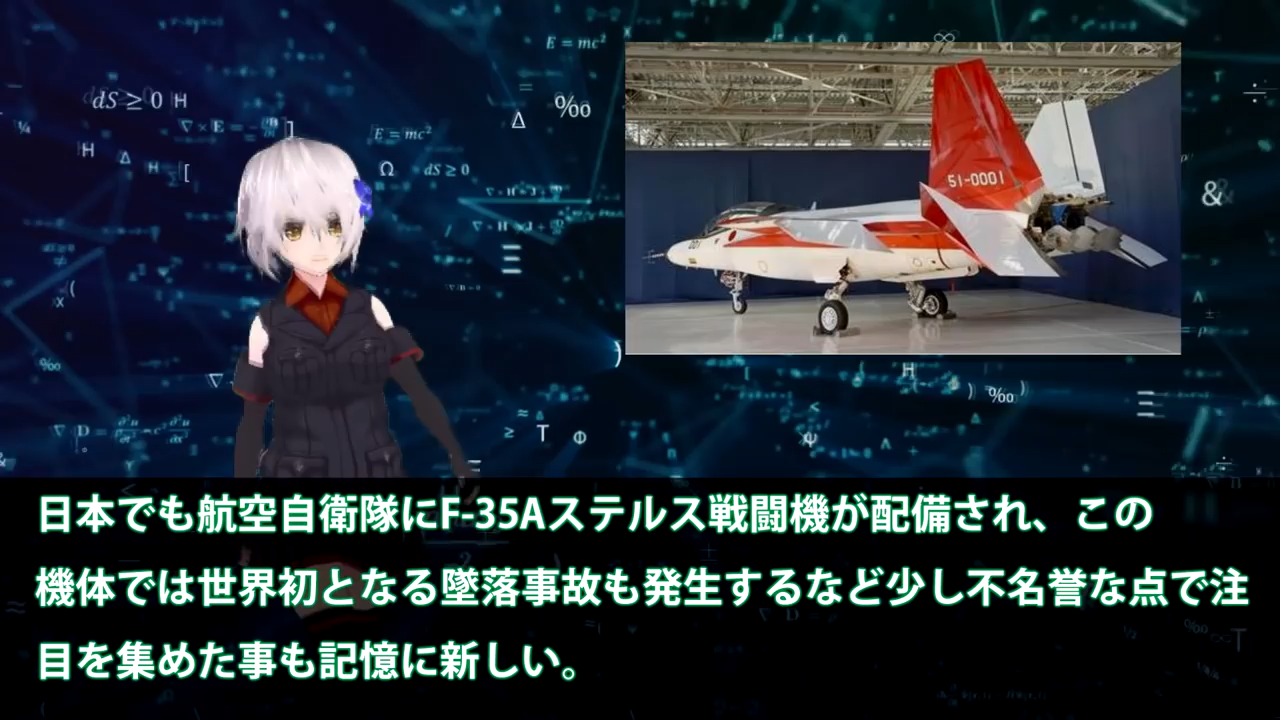 E = mc²
dS ≥ 0 H
‰
Δ
E = mc²
Ω
dS ≥ 0
51-0001
&
H
‰
T
Φ
日本でも航空自衛隊にF-35Aステルス戦闘機が配備され、この
機体では世界初となる墜落事故も発生するなど少し不名誉な点で注
目を集めた事も記憶に新しい。